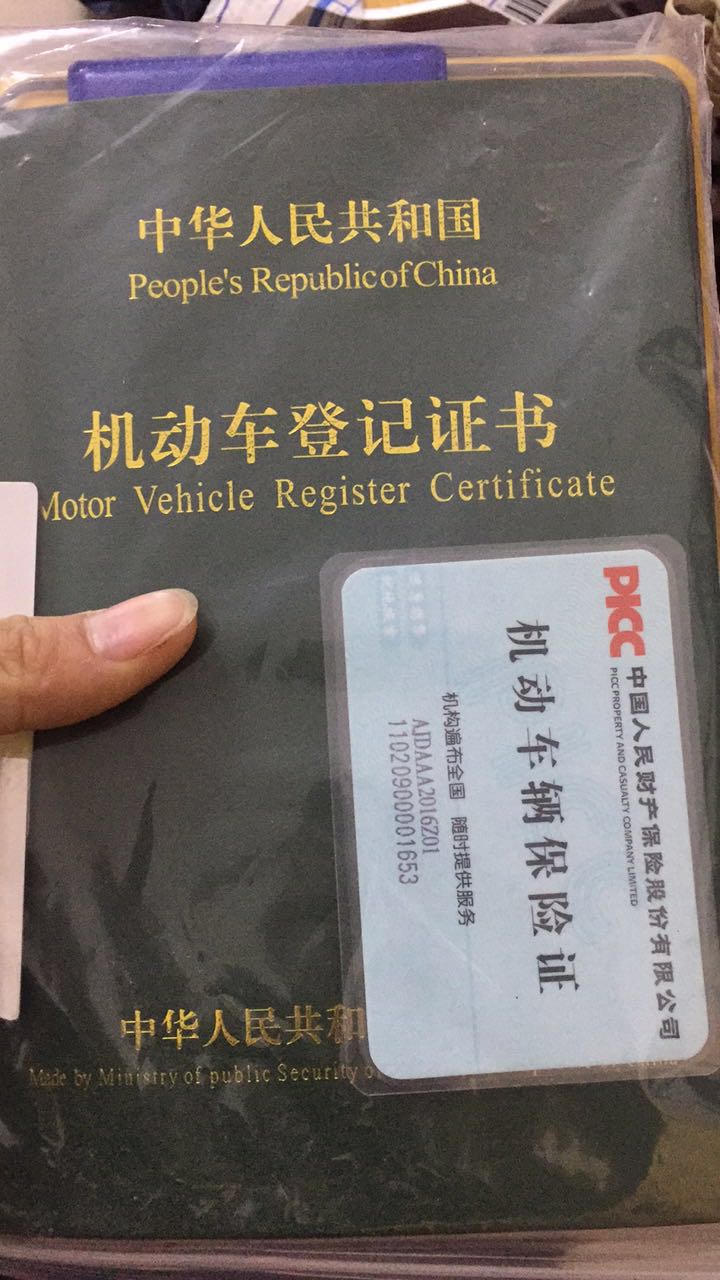 中华人民共和国
People's Republic of China
机动车登记证书
Motor Vehicle Register Certificate
PICC 中国人民财产保险股份有限公司
PICC PROPERTY AND CASUALTY COMPANY LIMITED
机动车辆保险证
机构遍布全国 随时提供服务
AJDAAA2016Z01
11020900001653
中华人民共和
Made by Ministry of public Security o